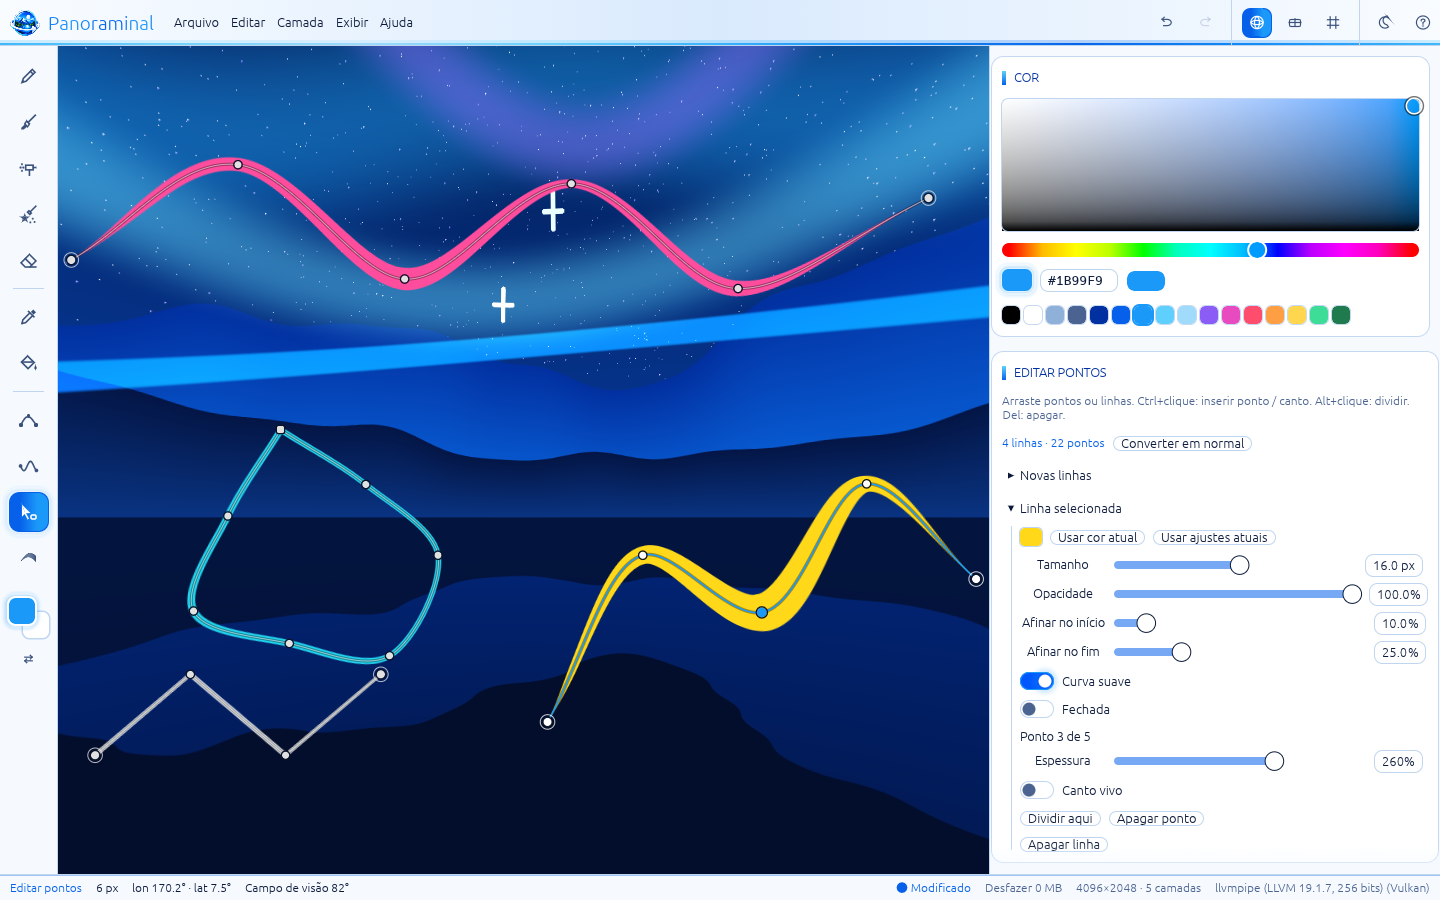 Panoraminal
Arquivo Editar Camada Exibir Ajuda
COR
#1B99F9
EDITAR PONTOS
Arraste pontos ou linhas. Ctrl+clique: inserir ponto / canto. Alt+clique: dividir.
Del: apagar.
4 linhas · 22 pontos Converter em normal
Novas linhas
Linha selecionada
Usar cor atual Usar ajustes atuais
Tamanho 16.0 px
Opacidade 100.0%
Afinar no início 10.0%
Afinar no fim 25.0%
Curva suave
Fechada
Ponto 3 de 5
Espessura 260%
Canto vivo
Dividir aqui Apagar ponto
Apagar linha
Editar pontos 6 px lon 170.2° · lat 7.5° Campo de visão 82° Modificado Desfazer 0 MB 4096×2048 · 5 camadas llvmpipe (LLVM 19.1.7, 256 bits) (Vulkan)